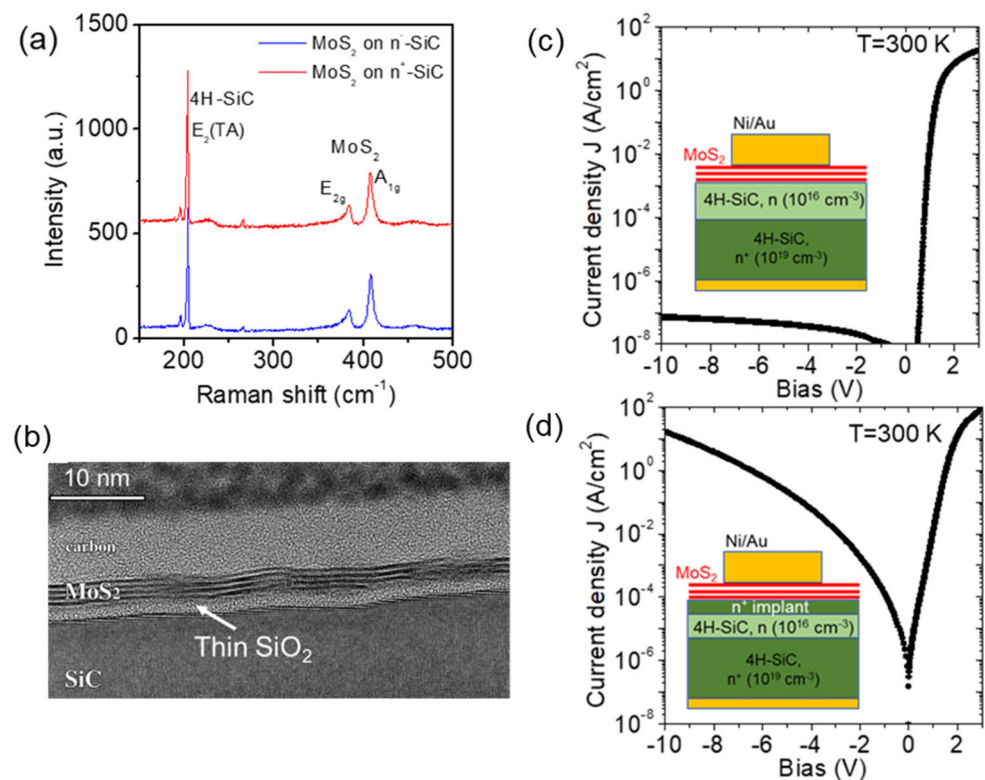 (a)
1500
1000
500
0
Intensity (a.u.)
200 300 400 500
Raman shift (cm⁻¹)
MoS₂ on n⁻-SiC
MoS₂ on n⁺-SiC
4H-SiC
E₂(TA)
MoS₂
E₂g
A₁g
(b)
10 nm
carbon
MoS₂
Thin SiO₂
SiC
(c)
T=300 K
10²
10⁰
10⁻²
10⁻⁴
10⁻⁶
10⁻⁸
Current density J (A/cm²)
Ni/Au
MoS₂
4H-SiC, n (10¹⁶ cm⁻³)
4H-SiC,
n⁺ (10¹⁹ cm⁻³)
-10 -8 -6 -4 -2 0 2
Bias (V)
(d)
T=300 K
10²
10⁰
10⁻²
10⁻⁴
10⁻⁶
10⁻⁸
Current density J (A/cm²)
Ni/Au
MoS₂
n⁺ implant
4H-SiC, n (10¹⁶ cm⁻³)
4H-SiC,
n⁺ (10¹⁹ cm⁻³)
-10 -8 -6 -4 -2 0 2
Bias (V)